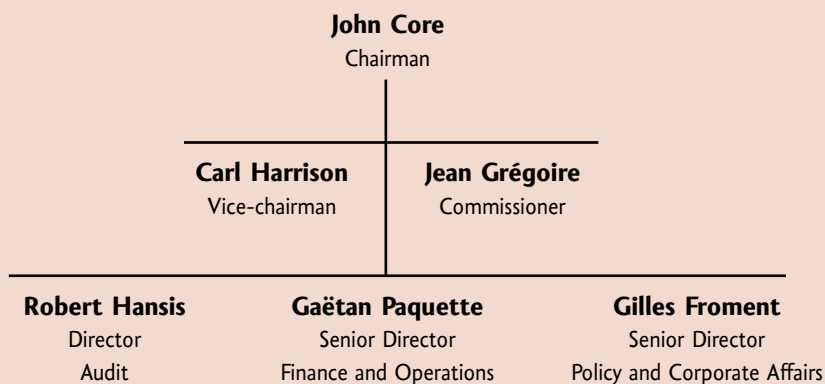 John Core
Chairman
Carl Harrison
Vice-chairman
Jean Grégoire
Commissioner
Robert Hansis
Director
Audit
Gaëtan Paquette
Senior Director
Finance and Operations
Gilles Froment
Senior Director
Policy and Corporate Affairs